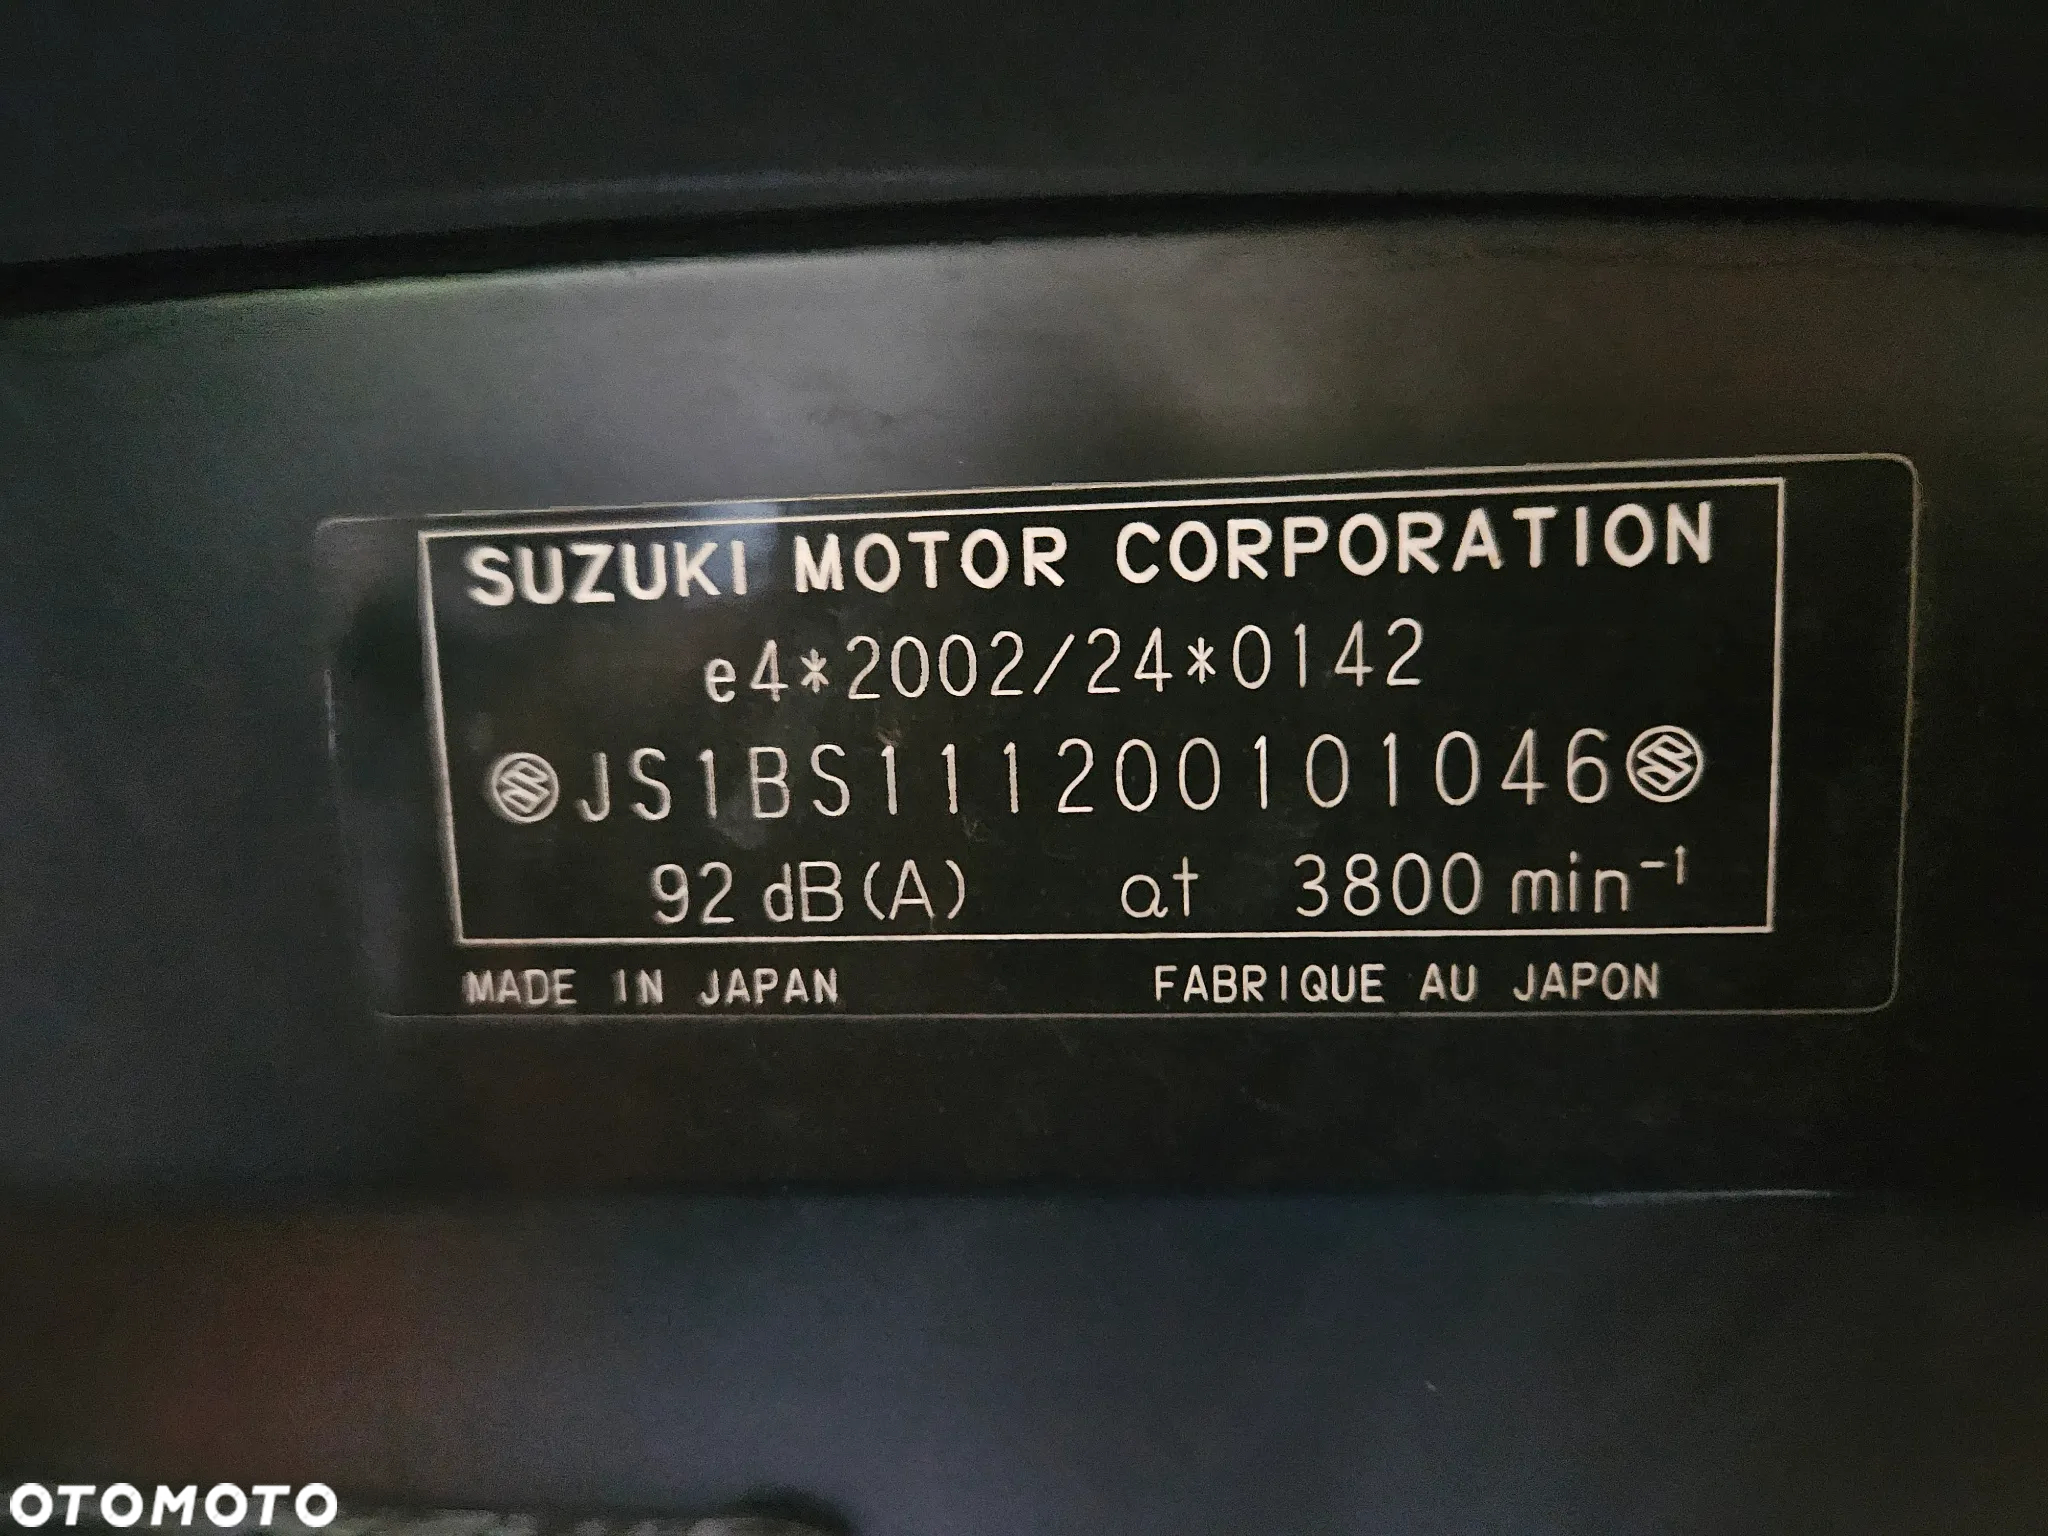 SUZUKI MOTOR CORPORATION
e4*2002/24*0142
JS1BS111200101046
92 dB(A) at 3800 min⁻¹
MADE IN JAPAN FABRIQUE AU JAPON
OTOMOTO